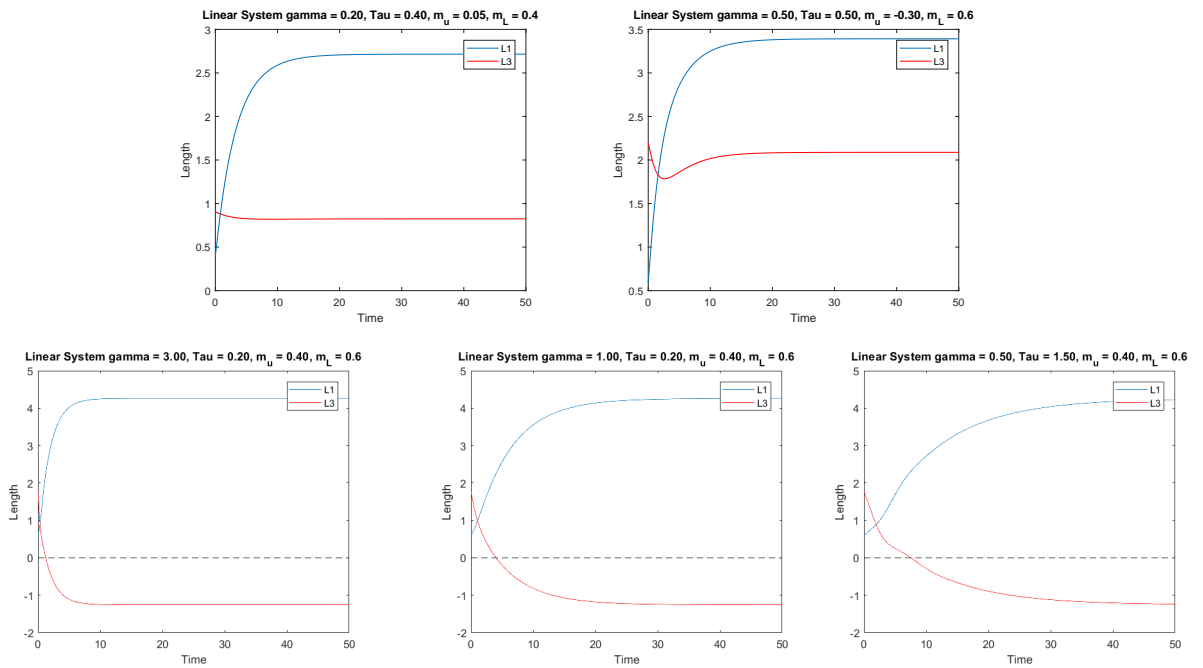 Linear System gamma = 0.20, Tau = 0.40, m_u = 0.05, m_L = 0.4
3
2.5
2
1.5
1
0.5
0
Length
0 10 20 30 40 50
Time
L1
L3
Linear System gamma = 0.50, Tau = 0.50, m_u = -0.30, m_L = 0.6
3.5
3
2.5
2
1.5
1
0.5
Length
0 10 20 30 40 50
Time
L1
L3
Linear System gamma = 3.00, Tau = 0.20, m_u = 0.40, m_L = 0.6
5
4
3
2
1
0
-1
-2
Length
0 10 20 30 40 50
Time
L1
L3
Linear System gamma = 1.00, Tau = 0.20, m_u = 0.40, m_L = 0.6
5
4
3
2
1
0
-1
-2
Length
0 10 20 30 40 50
Time
L1
L3
Linear System gamma = 0.50, Tau = 1.50, m_u = 0.40, m_L = 0.6
5
4
3
2
1
0
-1
-2
Length
0 10 20 30 40 50
Time
L1
L3